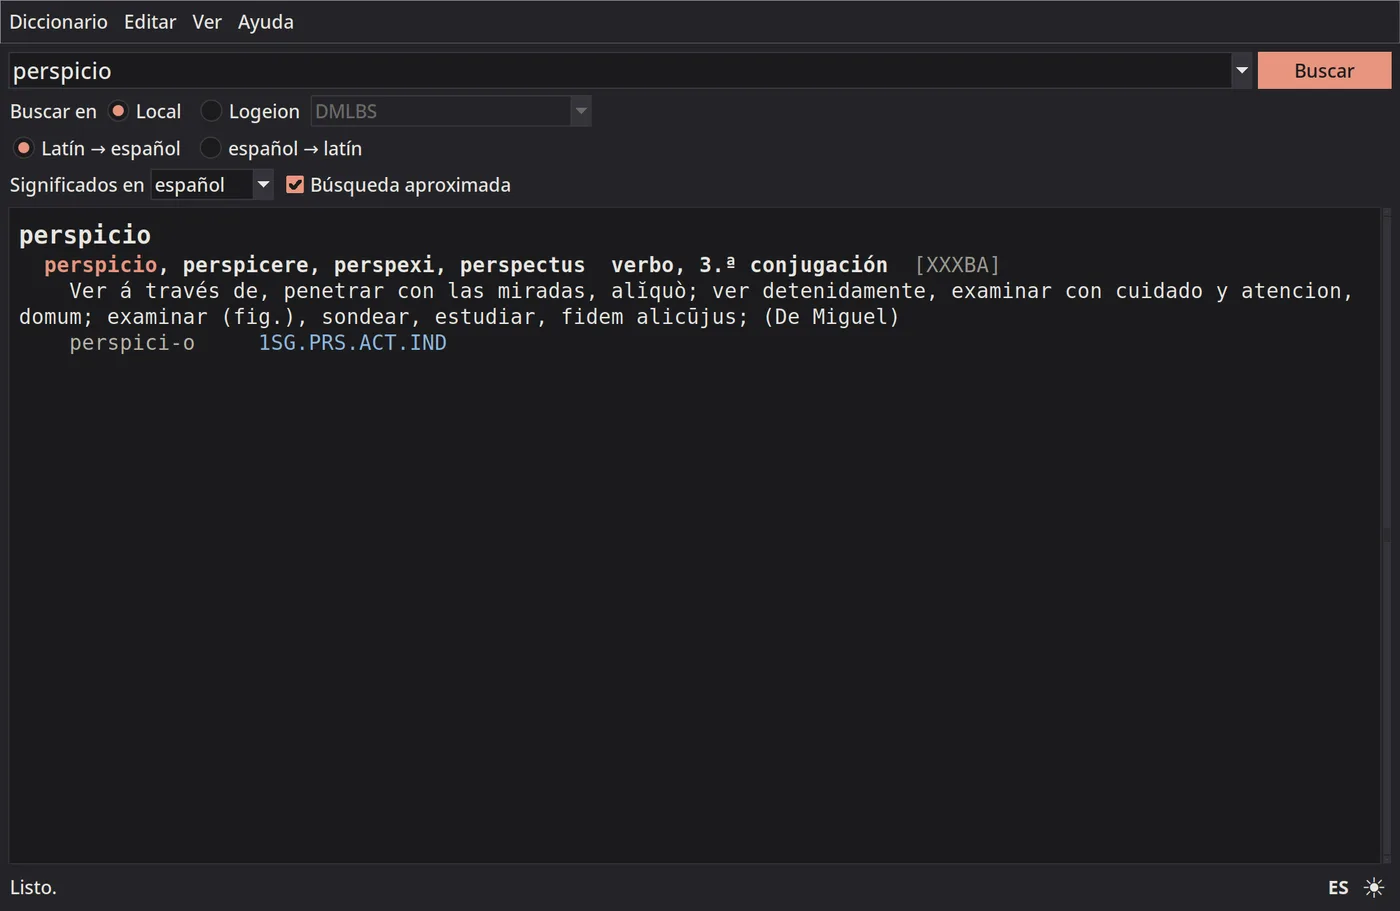 Diccionario Editar Ver Ayuda
perspicio Buscar
Buscar en Local Logeion DMLBS
Latín → español español → latín
Significados en español Búsqueda aproximada
perspicio
perspicio, perspicere, perspexi, perspectus verbo, 3.ª conjugación [XXXBA]
Ver á través de, penetrar con las miradas, alĭquò; ver detenidamente, examinar con cuidado y atencion,
domum; examinar (fig.), sondear, estudiar, fidem alicūjus; (De Miguel)
perspici-o 1SG.PRS.ACT.IND
Listo. ES